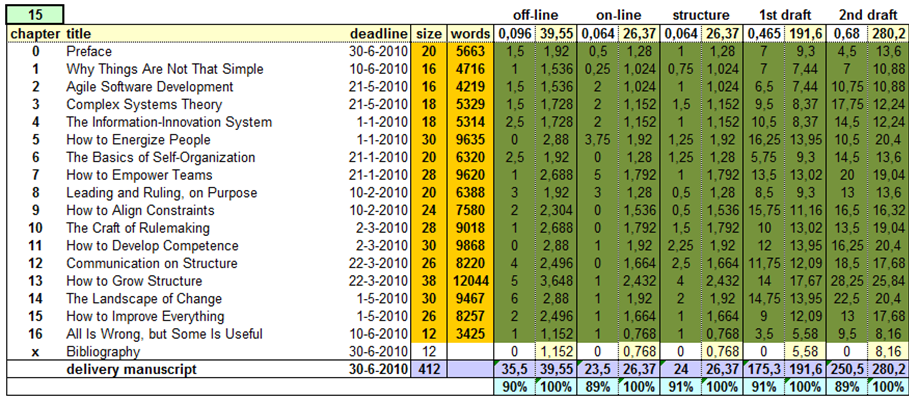 15 off-line on-line structure 1st draft 2nd draft
chapter title deadline size words 0,096 39,55 0,064 26,37 0,064 26,37 0,465 191,6 0,68 280,2
0 Preface 30-6-2010 20 5663 1,5 1,92 0,5 1,28 1 1,28 7 9,3 4,5 13,6
1 Why Things Are Not That Simple 10-6-2010 16 4716 1 1,536 0,25 1,024 0,75 1,024 7 7,44 7 10,88
2 Agile Software Development 21-5-2010 16 4219 1,5 1,536 2 1,024 1 1,024 6,5 7,44 10,75 10,88
3 Complex Systems Theory 21-5-2010 18 5329 1,5 1,728 2 1,152 1,5 1,152 9,5 8,37 17,75 12,24
4 The Information-Innovation System 1-1-2010 18 5314 2,5 1,728 2 1,152 1 1,152 10,5 8,37 14,5 12,24
5 How to Energize People 1-1-2010 30 9635 0 2,88 3,75 1,92 1,25 1,92 16,25 13,95 10,5 20,4
6 The Basics of Self-Organization 21-1-2010 20 6320 2,5 1,92 0 1,28 1,25 1,28 5,75 9,3 14,5 13,6
7 How to Empower Teams 21-1-2010 28 9620 1 2,688 5 1,792 1 1,792 13,5 13,02 20 19,04
8 Leading and Ruling, on Purpose 10-2-2010 20 6388 3 1,92 3 1,28 0,5 1,28 8,5 9,3 13 13,6
9 How to Align Constraints 10-2-2010 24 7580 2 2,304 0 1,536 0,5 1,536 15,75 11,16 16,5 16,32
10 The Craft of Rulemaking 2-3-2010 28 9018 1 2,688 0 1,792 1,5 1,792 10 13,02 13,5 19,04
11 How to Develop Competence 2-3-2010 30 9868 0 2,88 1 1,92 2,25 1,92 12 13,95 16,25 20,4
12 Communication on Structure 22-3-2010 26 8220 4 2,496 0 1,664 2,5 1,664 11,75 12,09 18,5 17,68
13 How to Grow Structure 22-3-2010 38 12044 5 3,648 1 2,432 4 2,432 14 17,67 28,25 25,84
14 The Landscape of Change 1-5-2010 30 9467 6 2,88 1 1,92 2 1,92 14,75 13,95 22,5 20,4
15 How to Improve Everything 1-5-2010 26 8257 2 2,496 1 1,664 1 1,664 9 12,09 13 17,68
16 All Is Wrong, but Some Is Useful 10-6-2010 12 3425 1 1,152 1 0,768 1 0,768 3,5 5,58 9,5 8,16
x Bibliography 30-6-2010 12 0 1,152 0 0,768 0 0,768 0 5,58 0 8,16
delivery manuscript 30-6-2010 412 35,5 39,55 23,5 26,37 24 26,37 175,3 191,6 250,5 280,2
90% 100% 89% 100% 91% 100% 91% 100% 89% 100%